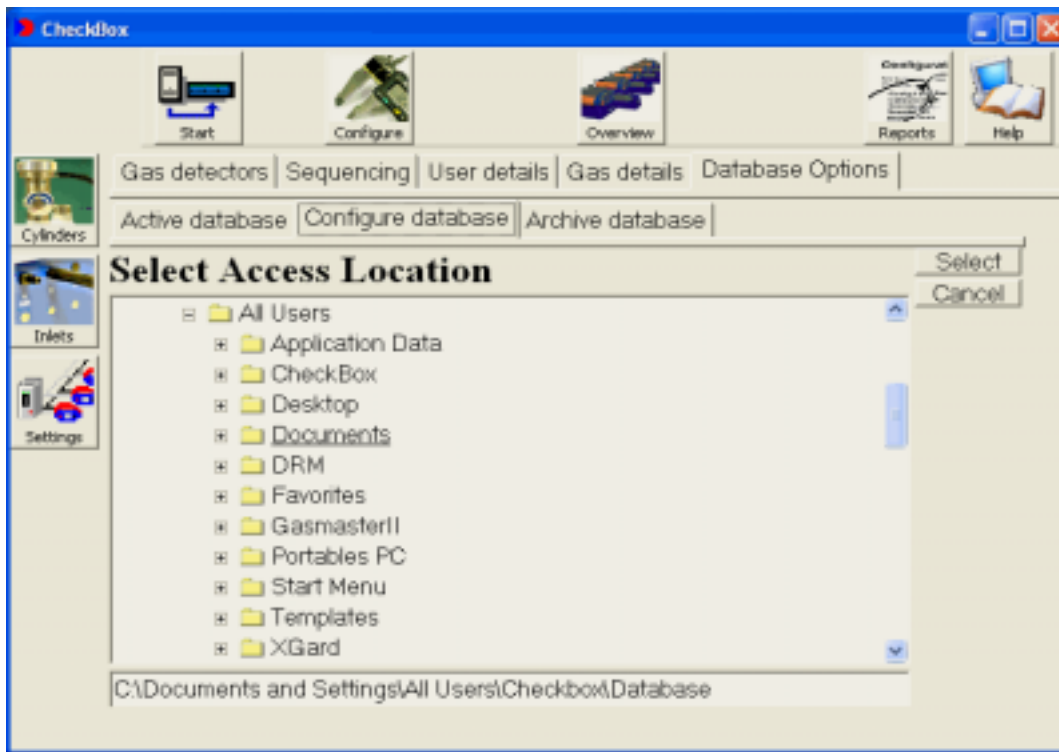 CheckBox
Start
Configure
Overview
Reports
Help
Cylinders
Inlets
Settings
Gas detectors Sequencing User details Gas details Database Options
Active database Configure database Archive database
Select Access Location
Select
Cancel
All Users
Application Data
CheckBox
Desktop
Documents
DRM
Favorites
GasmasterII
Portables PC
Start Menu
Templates
XGard
C:\Documents and Settings\All Users\Checkbox\Database